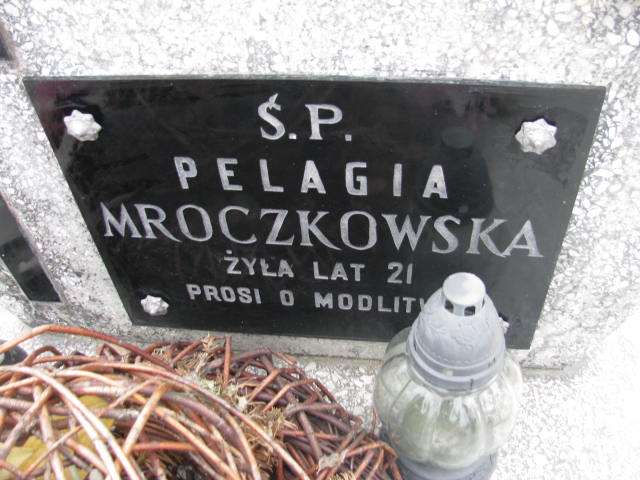 Ś.P.
PELAGIA
MROCZKOWSKA
ŻYŁA LAT 21
PROSI O